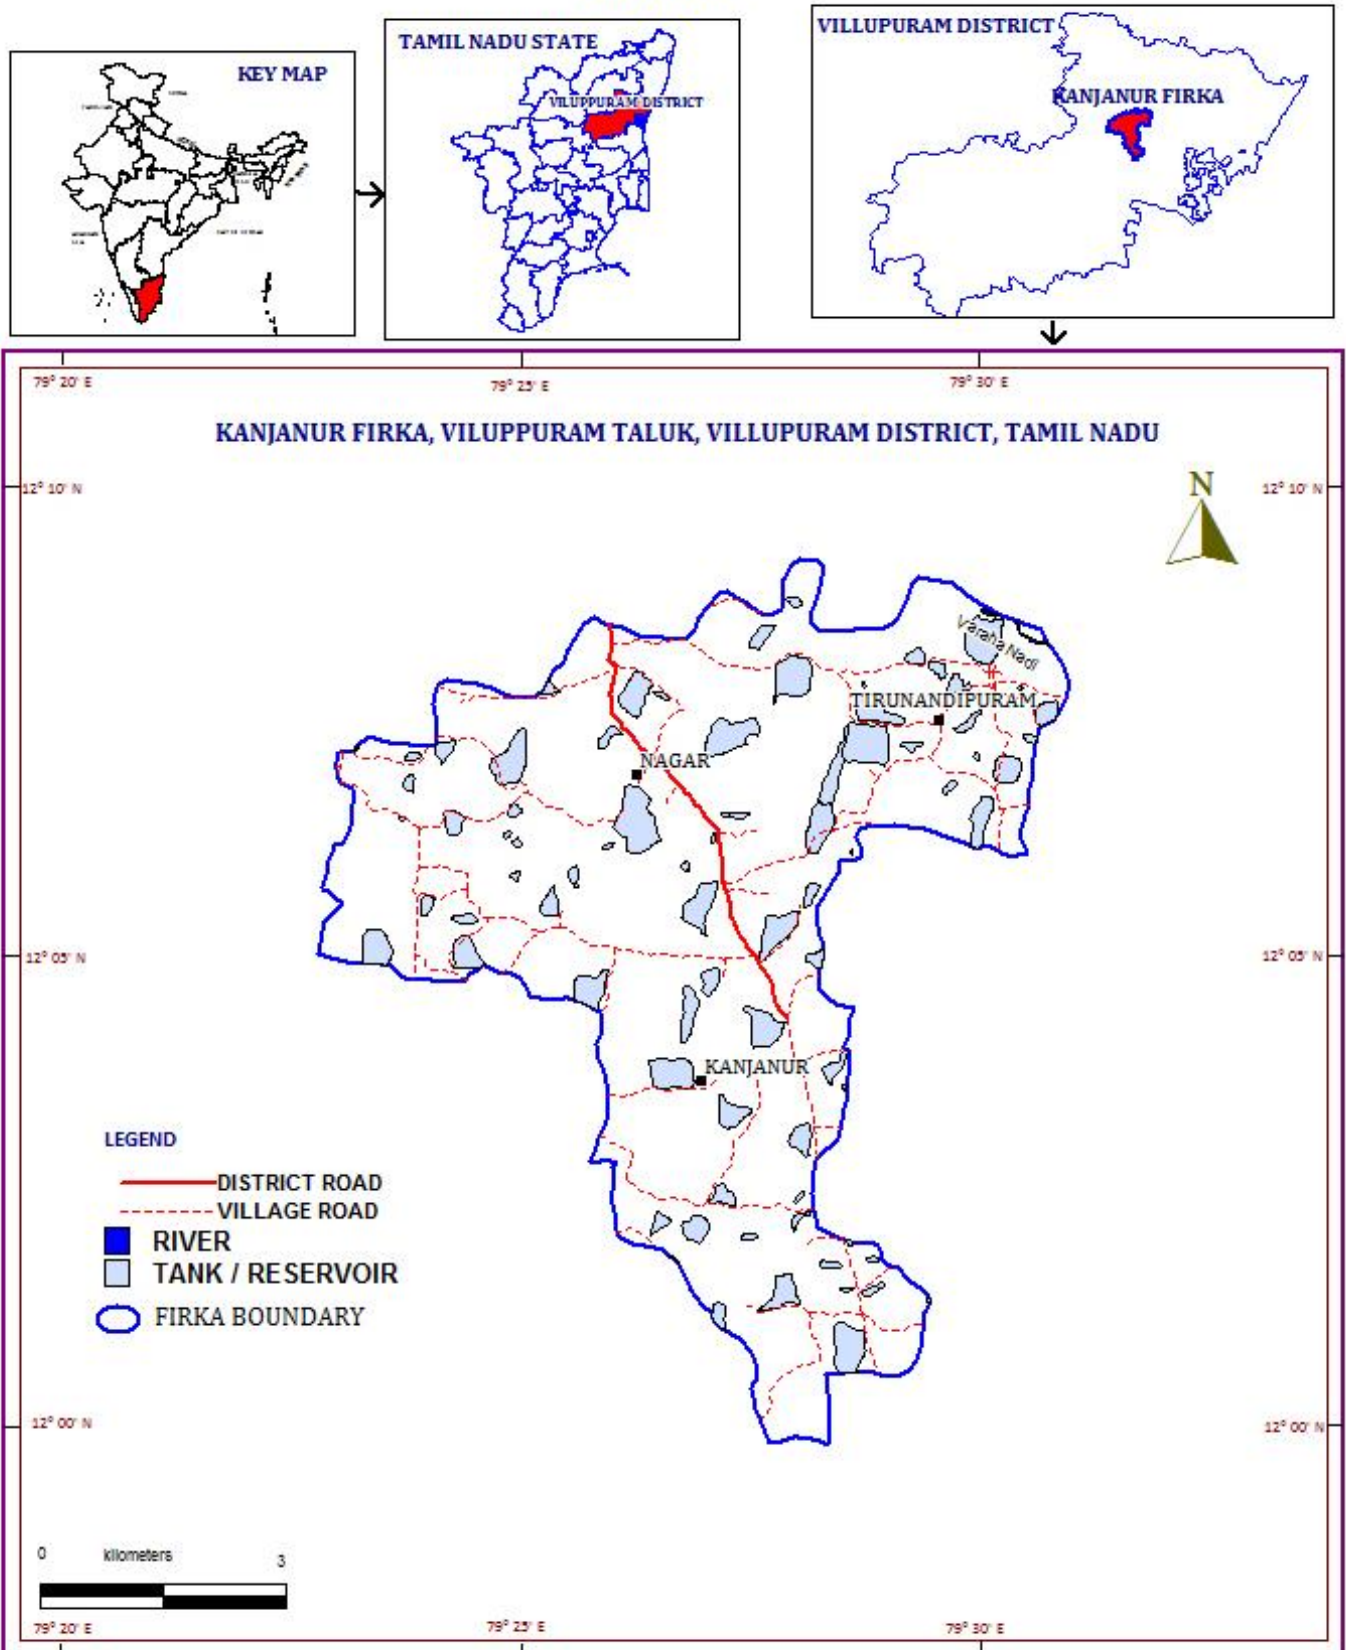 KEY MAP
TAMIL NADU STATE
VILUPPURAM DISTRICT
VILLUPURAM DISTRICT
KANJANUR FIRKA
79° 20' E
79° 25' E
79° 30' E
KANJANUR FIRKA, VILUPPURAM TALUK, VILLUPURAM DISTRICT, TAMIL NADU
N
12° 10' N
12° 10' N
Varaha Nadi
TIRUNANDIPURAM
NAGAR
12° 05' N
12° 05' N
KANJANUR
LEGEND
DISTRICT ROAD
VILLAGE ROAD
RIVER
TANK / RESERVOIR
FIRKA BOUNDARY
12° 00' N
12° 00' N
0 kilometers 3
79° 20' E
79° 25' E
79° 30' E